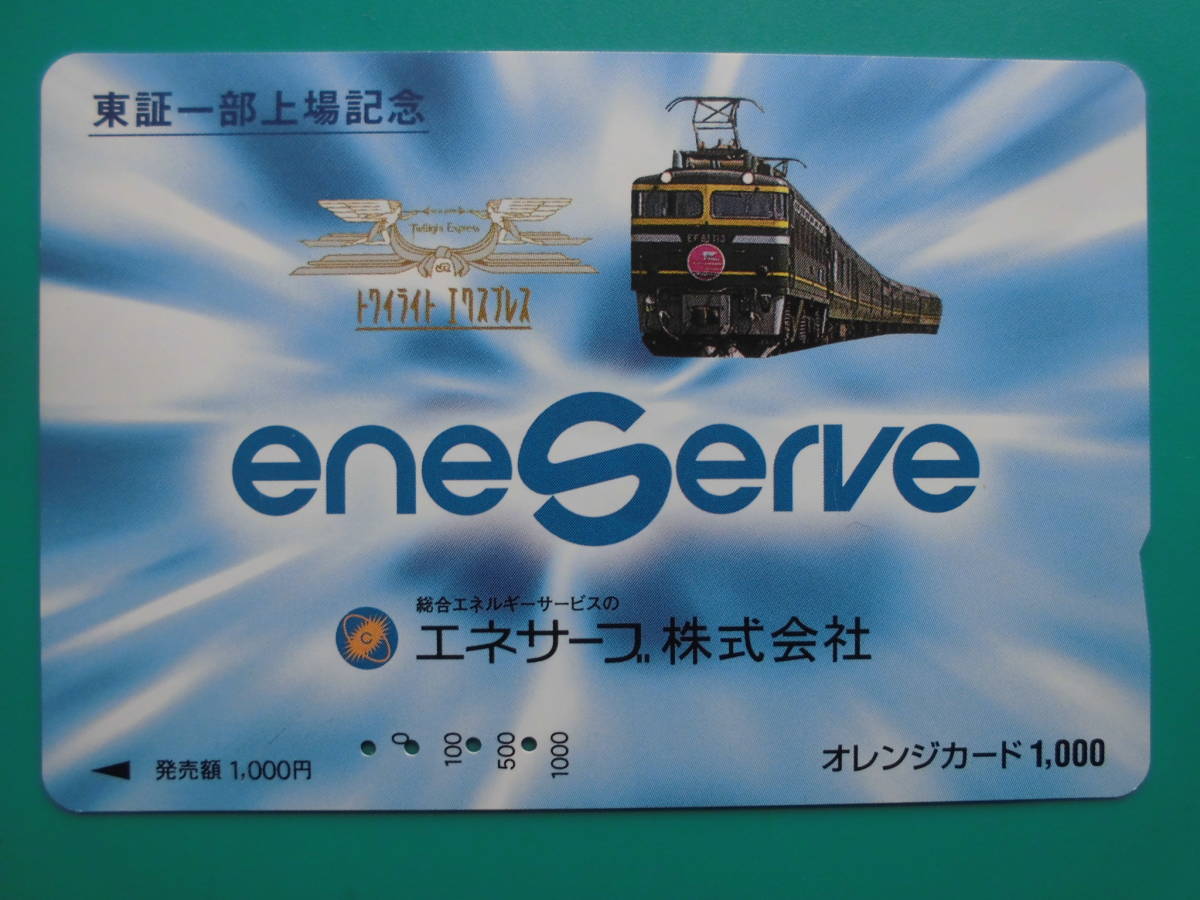 東証一部上場記念
Twilight Express
トワイライト エクスプレス
EF81 113
eneServe
総合エネルギーサービスの
C
エネサーブ株式会社
発売額 1,000円
0 100 500 1000
オレンジカード 1,000